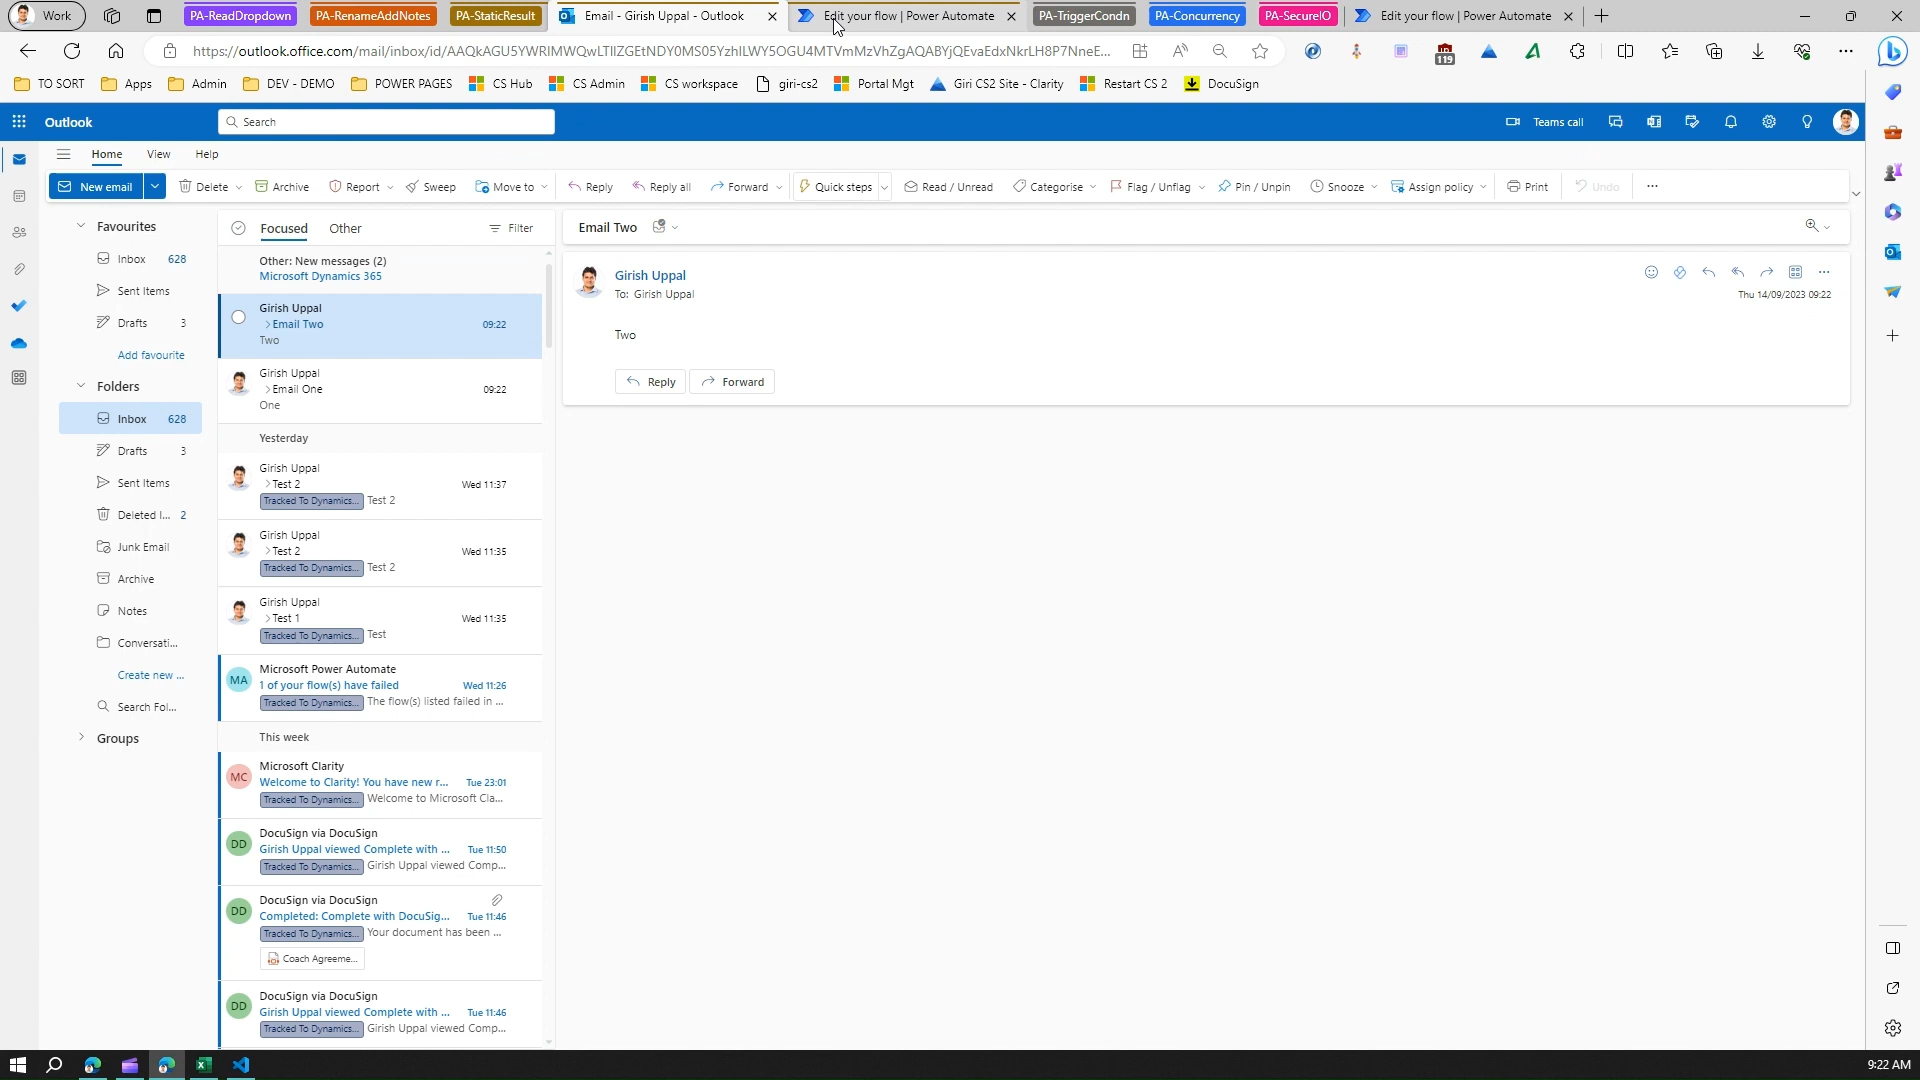 Work
PA-ReadDropdown
PA-RenameAddNotes
PA-StaticResult
Email - Girish Uppal - Outlook
Edit your flow | Power Automate
PA-TriggerCondn
PA-Concurrency
PA-SecureIO
Edit your flow | Power Automate
119
TO SORT
Apps
Admin
DEV - DEMO
POWER PAGES
CS Hub
CS Admin
CS workspace
giri-cs2
Portal Mgt
Giri CS2 Site - Clarity
Restart CS 2
DocuSign
Outlook
Search
Teams call
Home
View
Help
New email
Delete
Archive
Report
Sweep
Move to
Reply
Reply all
Forward
Quick steps
Read / Unread
Categorise
Flag / Unflag
Pin / Unpin
Snooze
Assign policy
Print
Undo
Favourites
Inbox 628
Sent Items
Drafts 3
Add favourite
Folders
Inbox 628
Drafts 3
Sent Items
Deleted I... 2
Junk Email
Archive
Notes
Conversati...
Create new ...
Search Fol...
Groups
Focused
Other
Filter
Other: New messages (2)
Microsoft Dynamics 365
Girish Uppal
Email Two 09:22
Two
Girish Uppal
Email One 09:22
One
Yesterday
Girish Uppal
Test 2 Wed 11:37
Tracked To Dynamics... Test 2
Girish Uppal
Test 2 Wed 11:35
Tracked To Dynamics... Test 2
Girish Uppal
Test 1 Wed 11:35
Tracked To Dynamics... Test
MA
Microsoft Power Automate
1 of your flow(s) have failed Wed 11:26
Tracked To Dynamics... The flow(s) listed failed in ...
This week
MC
Microsoft Clarity
Welcome to Clarity! You have new r... Tue 23:01
Tracked To Dynamics... Welcome to Microsoft Cla...
DD
DocuSign via DocuSign
Girish Uppal viewed Complete with ... Tue 11:50
Tracked To Dynamics... Girish Uppal viewed Comp...
DD
DocuSign via DocuSign
Completed: Complete with DocuSig... Tue 11:46
Tracked To Dynamics... Your document has been ...
Coach Agreeme...
DD
DocuSign via DocuSign
Girish Uppal viewed Complete with ... Tue 11:46
Tracked To Dynamics... Girish Uppal viewed Comp...
Email Two
Girish Uppal
To: Girish Uppal
Thu 14/09/2023 09:22
Two
Reply
Forward
9:22 AM